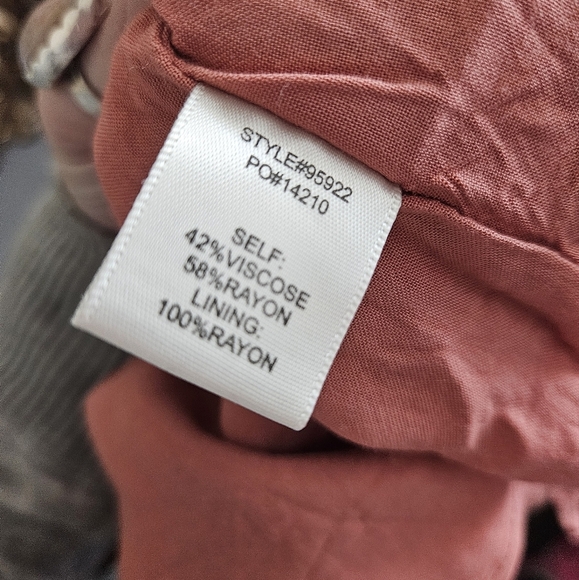 STYLE#95922
PO#14210
SELF:
42%VISCOSE
58%RAYON
LINING:
100%RAYON